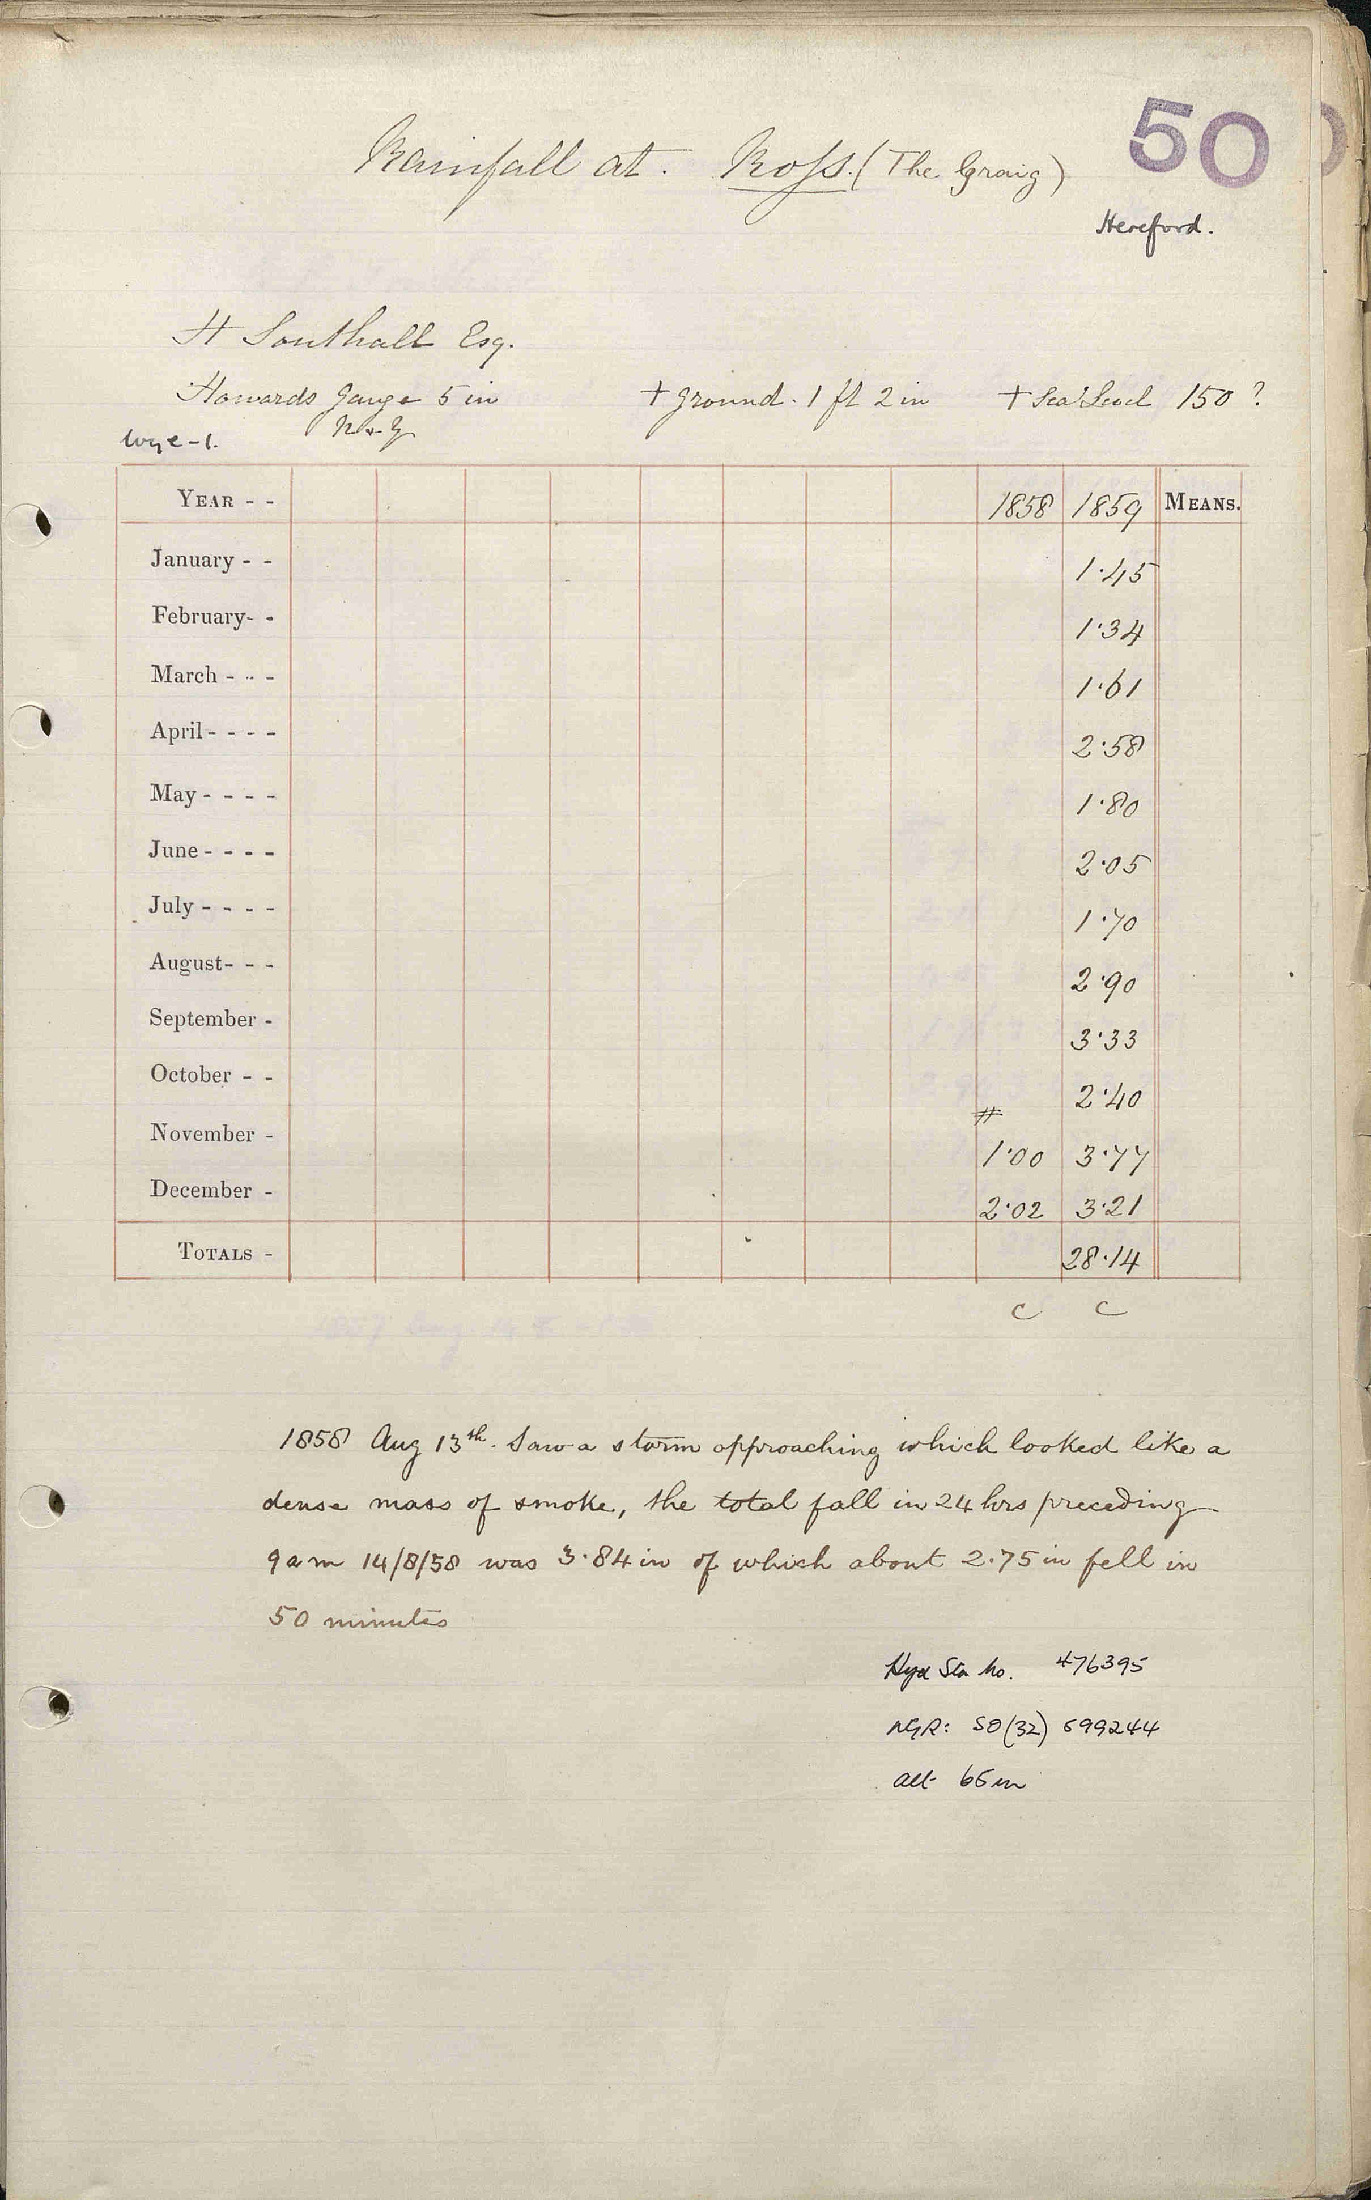 50
Rainfall at. Ross. (The Graig)
Hereford.
H Southall Esq.
Howards Gauge 5 in + ground. 1 ft 2 in + Sea Level 150 ?
Wye-1.
YEAR - - 1858 1859 MEANS.
January - - 1.45
February- - 1.34
March - - - 1.61
April - - - - 2.58
May - - - - 1.80
June - - - - 2.05
July - - - - 1.70
August- - - 2.90
September - 3.33
October - - 2.40
#
November - 1.00 3.77
December - 2.02 3.21
TOTALS - 28.14
c c
1858 Aug 13th. Saw a storm approaching which looked like a
dense mass of smoke, the total fall in 24 hrs preceding
9 a m 14/8/58 was 3.84 in of which about 2.75 in fell in
50 minutes
Hyd Sta No. 476395
NGR: SO(32) 599244
alt 65m